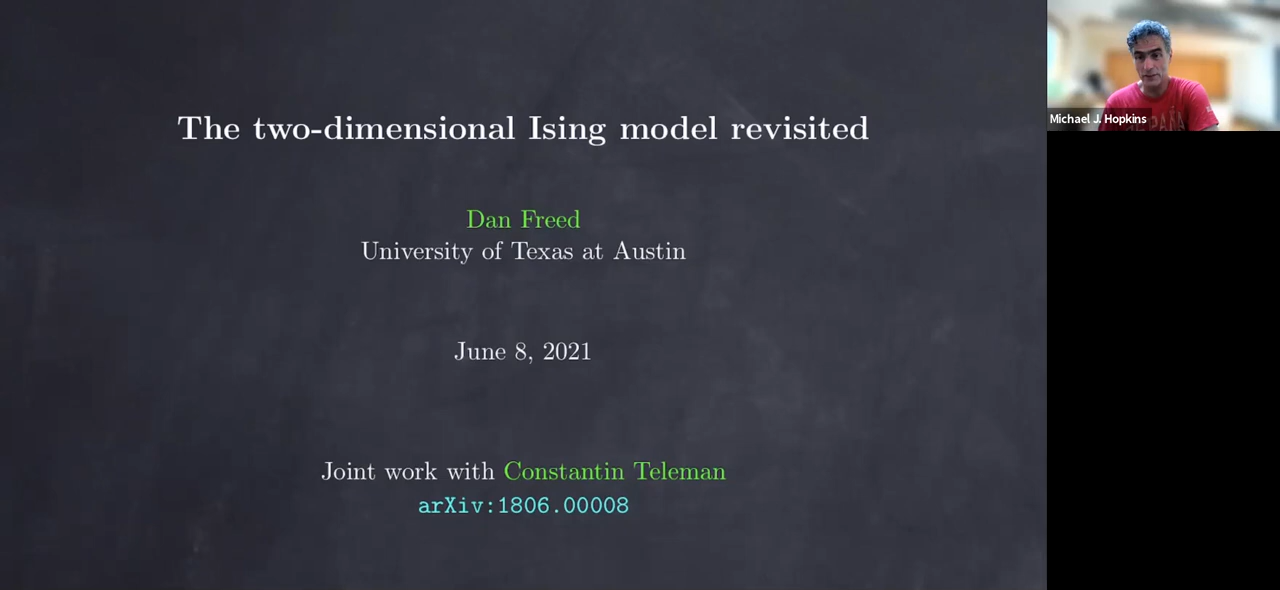 The two-dimensional Ising model revisited
Dan Freed
University of Texas at Austin
June 8, 2021
Joint work with Constantin Teleman
arXiv:1806.00008
Michael J. Hopkins